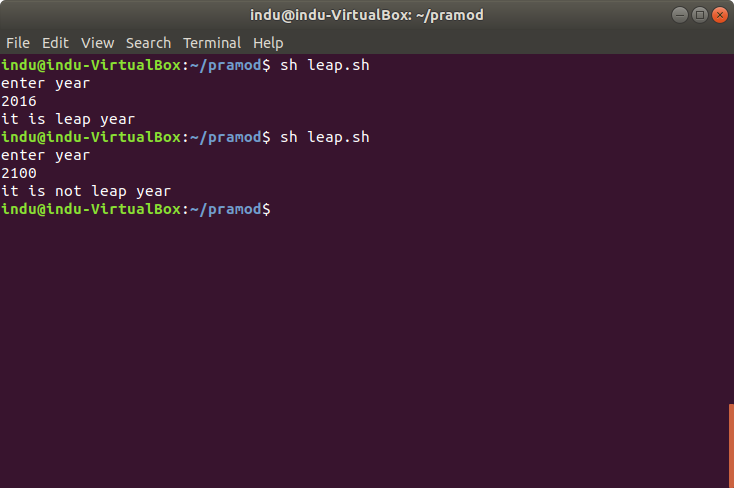 indu@indu-VirtualBox: ~/pramod
File Edit View Search Terminal Help
indu@indu-VirtualBox:~/pramod$ sh leap.sh
enter year
2016
it is leap year
indu@indu-VirtualBox:~/pramod$ sh leap.sh
enter year
2100
it is not leap year
indu@indu-VirtualBox:~/pramod$